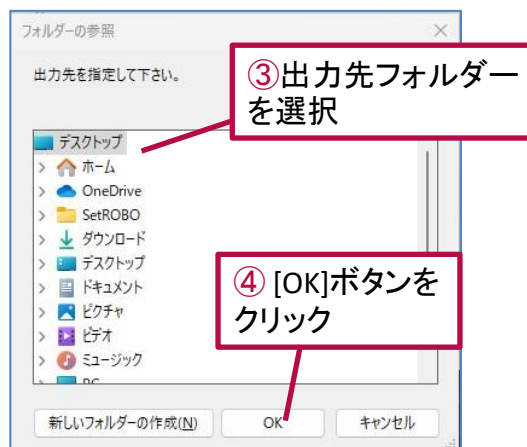 フォルダーの参照
出力先を指定して下さい。
③出力先フォルダー
を選択
デスクトップ
ホーム
OneDrive
SetROBO
ダウンロード
デスクトップ
ドキュメント
ピクチャ
ビデオ
ミュージック
PC
④ [OK]ボタンを
クリック
新しいフォルダーの作成(N)
OK
キャンセル